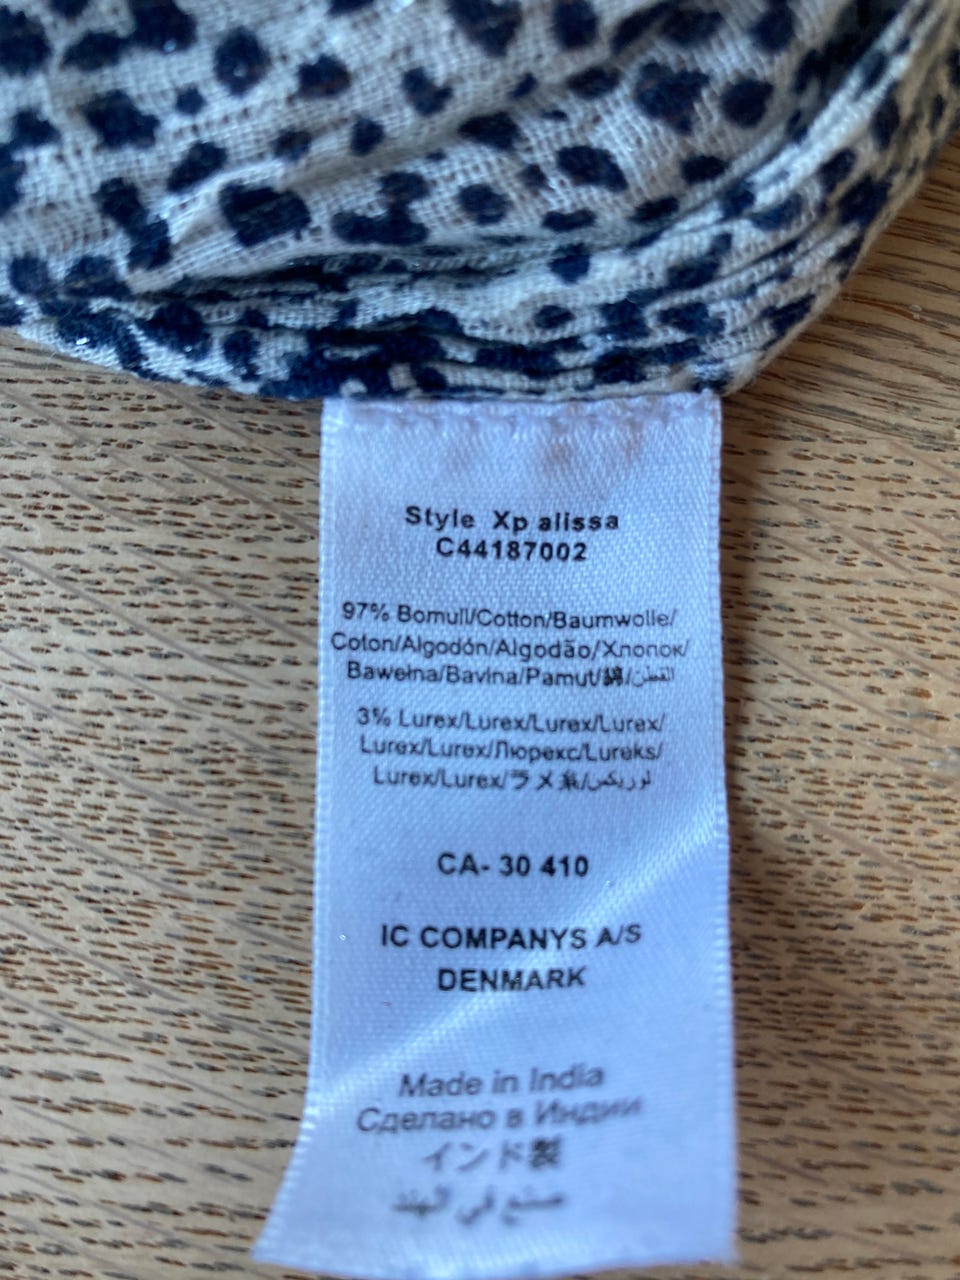 Style Xp alissa
C44187002
97% Bomull/Cotton/Baumwolle/
Coton/Algodón/Algodão/Хлопок/
Bawełna/Bavlna/Pamut/綿/القطن
3% Lurex/Lurex/Lurex/Lurex/
Lurex/Lurex/Люрекс/Lureks/
Lurex/Lurex/ラメ糸/لوريكس
CA- 30 410
IC COMPANYS A/S
DENMARK
Made in India
Сделано в Индии
インド製
صنع في الهند